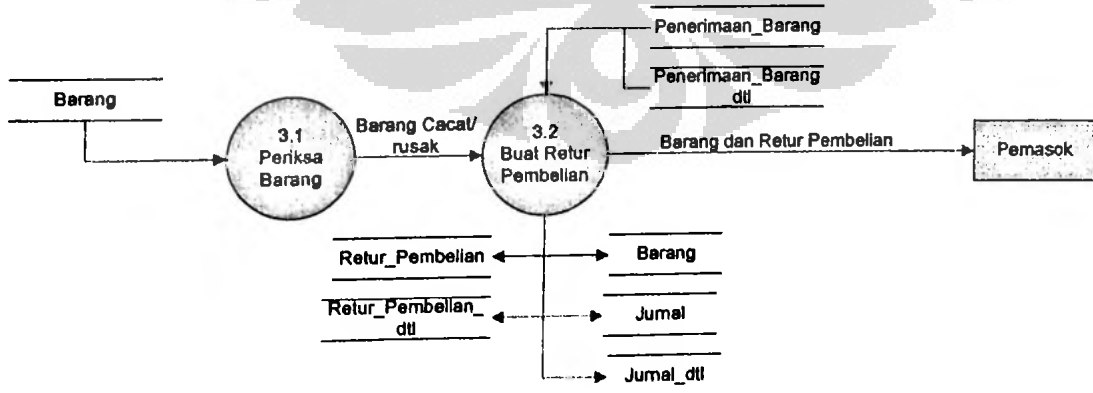 Penerimaan_Barang
Penerimaan_Barang
dtl
Barang
3.1
Periksa
Barang
Barang Cacat/
rusak
3.2
Buat Retur
Pembelian
Barang dan Retur Pembelian
Pemasok
Retur_Pembelian
Barang
Retur_Pembelian_
dtl
Jurnal
Jurnal_dtl